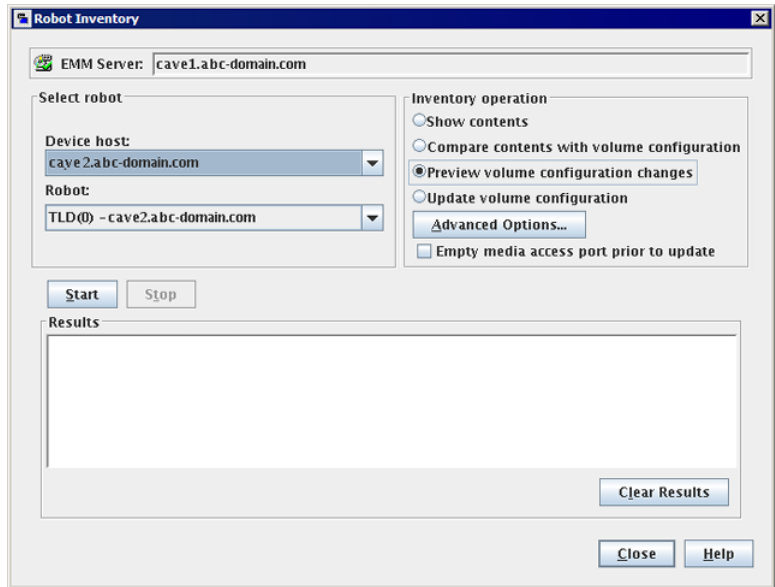 Robot Inventory
EMM Server: cave1.abc-domain.com
Select robot
Device host:
cave2.abc-domain.com
Robot:
TLD(0) - cave2.abc-domain.com
Inventory operation
Show contents
Compare contents with volume configuration
Preview volume configuration changes
Update volume configuration
Advanced Options...
Empty media access port prior to update
Start Stop
Results
Clear Results
Close Help